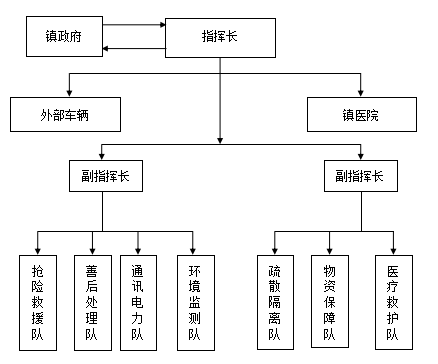 镇政府
指挥长
外部车辆
镇医院
副指挥长
副指挥长
抢险救援队
善后处理队
通讯电力队
环境监测队
疏散隔离队
物资保障队
医疗救护队